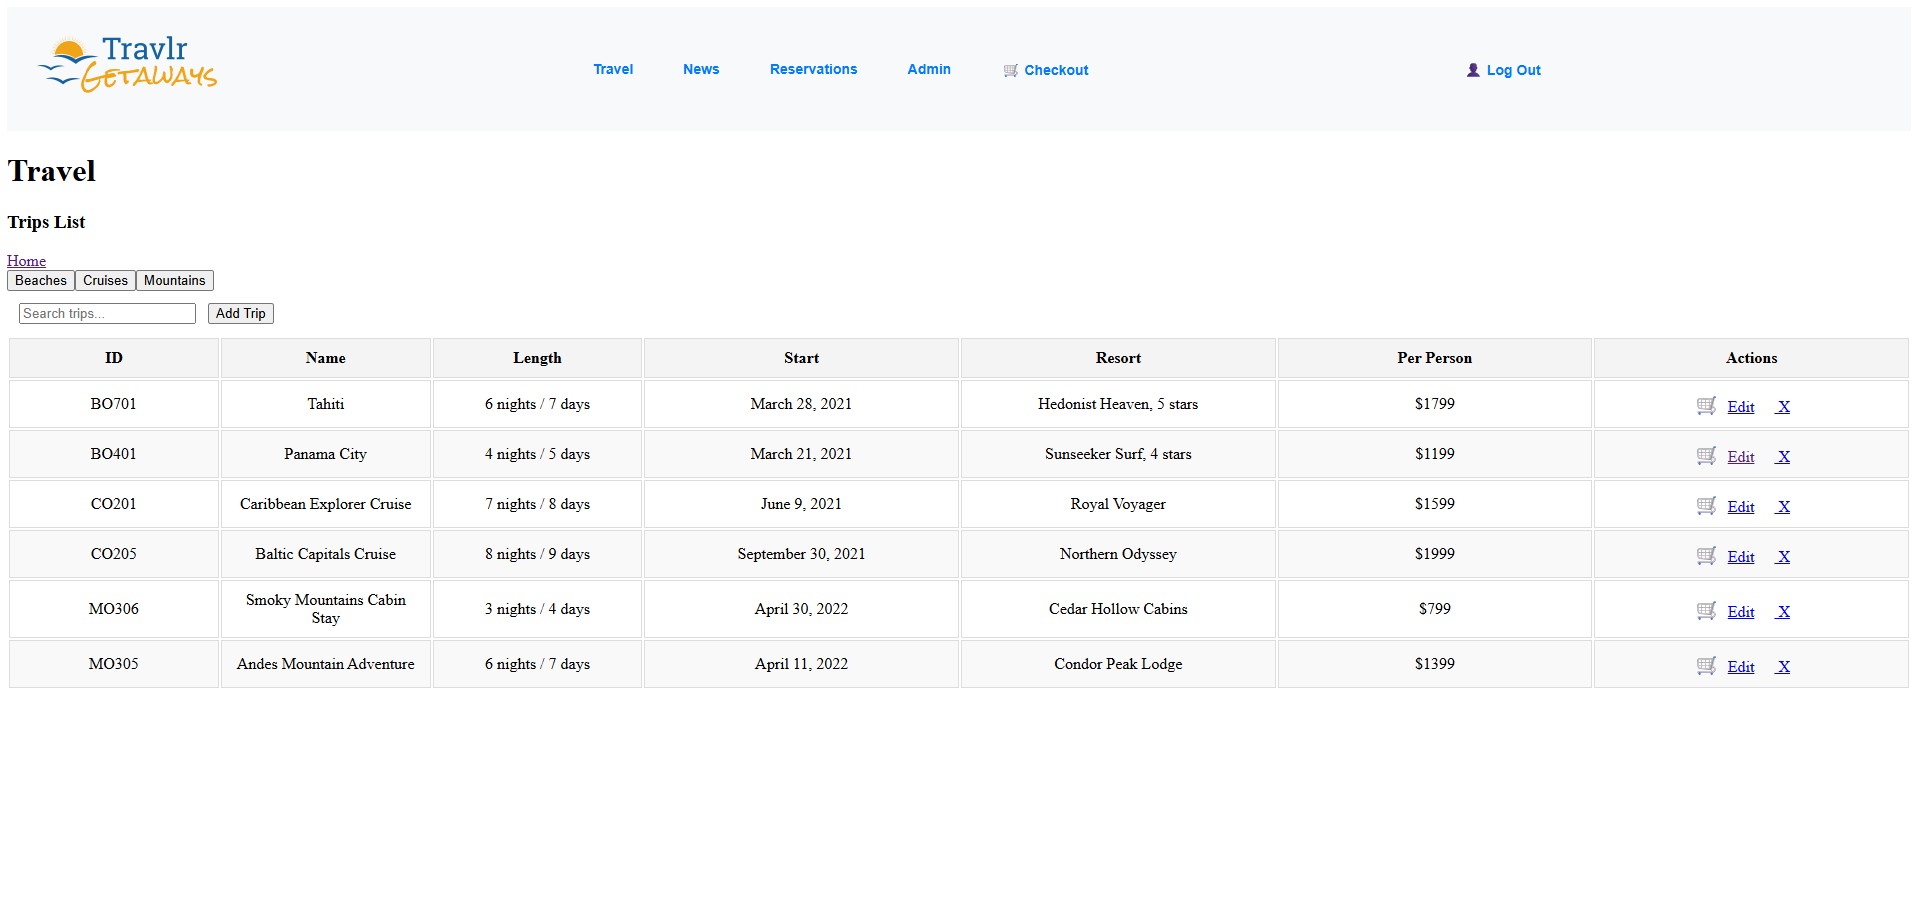 Travlr
GETAWAYS
Travel News Reservations Admin Checkout Log Out
Travel
Trips List
Home
Beaches Cruises Mountains
Search trips... Add Trip
ID Name Length Start Resort Per Person Actions
BO701 Tahiti 6 nights / 7 days March 28, 2021 Hedonist Heaven, 5 stars $1799 Edit X
BO401 Panama City 4 nights / 5 days March 21, 2021 Sunseeker Surf, 4 stars $1199 Edit X
CO201 Caribbean Explorer Cruise 7 nights / 8 days June 9, 2021 Royal Voyager $1599 Edit X
CO205 Baltic Capitals Cruise 8 nights / 9 days September 30, 2021 Northern Odyssey $1999 Edit X
MO306 Smoky Mountains Cabin Stay 3 nights / 4 days April 30, 2022 Cedar Hollow Cabins $799 Edit X
MO305 Andes Mountain Adventure 6 nights / 7 days April 11, 2022 Condor Peak Lodge $1399 Edit X